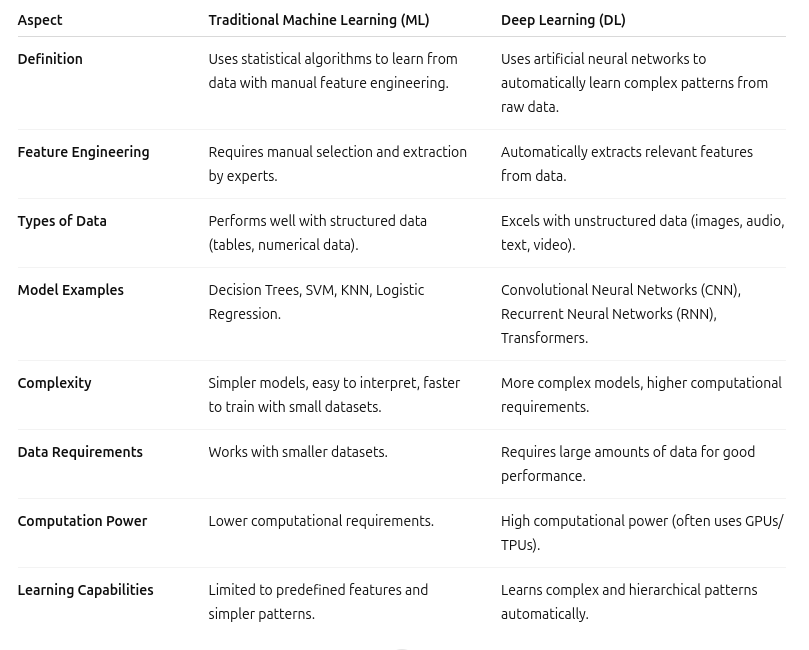 Aspect Traditional Machine Learning (ML) Deep Learning (DL)
Definition Uses statistical algorithms to learn from Uses artificial neural networks to
data with manual feature engineering. automatically learn complex patterns from
raw data.
Feature Engineering Requires manual selection and extraction Automatically extracts relevant features
by experts. from data.
Types of Data Performs well with structured data Excels with unstructured data (images, audio,
(tables, numerical data). text, video).
Model Examples Decision Trees, SVM, KNN, Logistic Convolutional Neural Networks (CNN),
Regression. Recurrent Neural Networks (RNN),
Transformers.
Complexity Simpler models, easy to interpret, faster More complex models, higher computational
to train with small datasets. requirements.
Data Requirements Works with smaller datasets. Requires large amounts of data for good
performance.
Computation Power Lower computational requirements. High computational power (often uses GPUs/
TPUs).
Learning Capabilities Limited to predefined features and Learns complex and hierarchical patterns
simpler patterns. automatically.